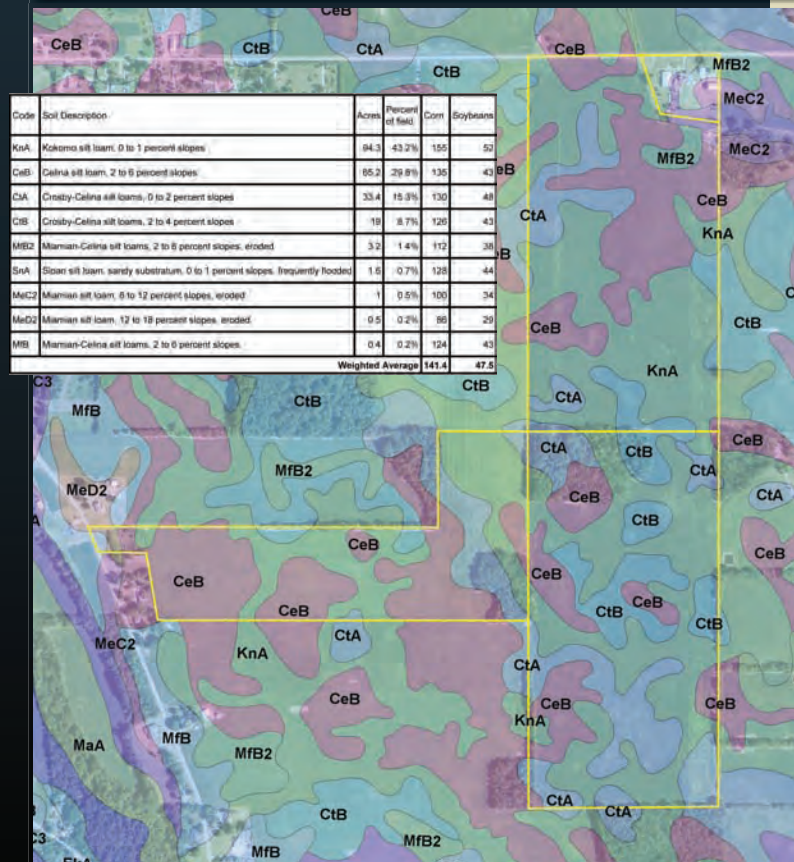 CeB
CeB
CtB
CtA
CeB
CtB
MfB2
MeC2
MeC2
MfB2
CeB
KnA
CtA
Code Soil Description Acres Percent of field Corn Soybeans
KnA Kokomo silt loam, 0 to 1 percent slopes 94.3 43.2% 155 52
CeB Celina silt loam, 2 to 6 percent slopes 65.2 29.8% 135 43
CtA Crosby-Celina silt loams, 0 to 2 percent slopes 33.4 15.3% 130 48
CtB Crosby-Celina silt loams, 2 to 4 percent slopes 19 8.7% 126 43
MfB2 Miamian-Celina silt loams, 2 to 6 percent slopes, eroded 3.2 1.4% 112 38
SnA Sloan silt loam, sandy substratum, 0 to 1 percent slopes, frequently flooded 1.6 0.7% 128 44
MeC2 Miamian silt loam, 6 to 12 percent slopes, eroded 1 0.5% 100 34
MeD2 Miamian silt loam, 12 to 18 percent slopes, eroded 0.5 0.2% 86 29
MfB Miamian-Celina silt loams, 2 to 6 percent slopes 0.4 0.2% 124 43
Weighted Average 141.4 47.5
eB
B
CeB
CtB
KnA
CtB
CtA
C3
MfB
CtB
CtA
CtB
CeB
MfB2
CtA
MeD2
CeB
CtA
CtB
CeB
CeB
CeB
CeB
CeB
CtB
CeB
CtB
MeC2
CtA
KnA
CtA
CeB
CeB
CeB
KnA
MaA
MfB
MfB2
CtA
CtA
CtB
MfB2
MfB
C3